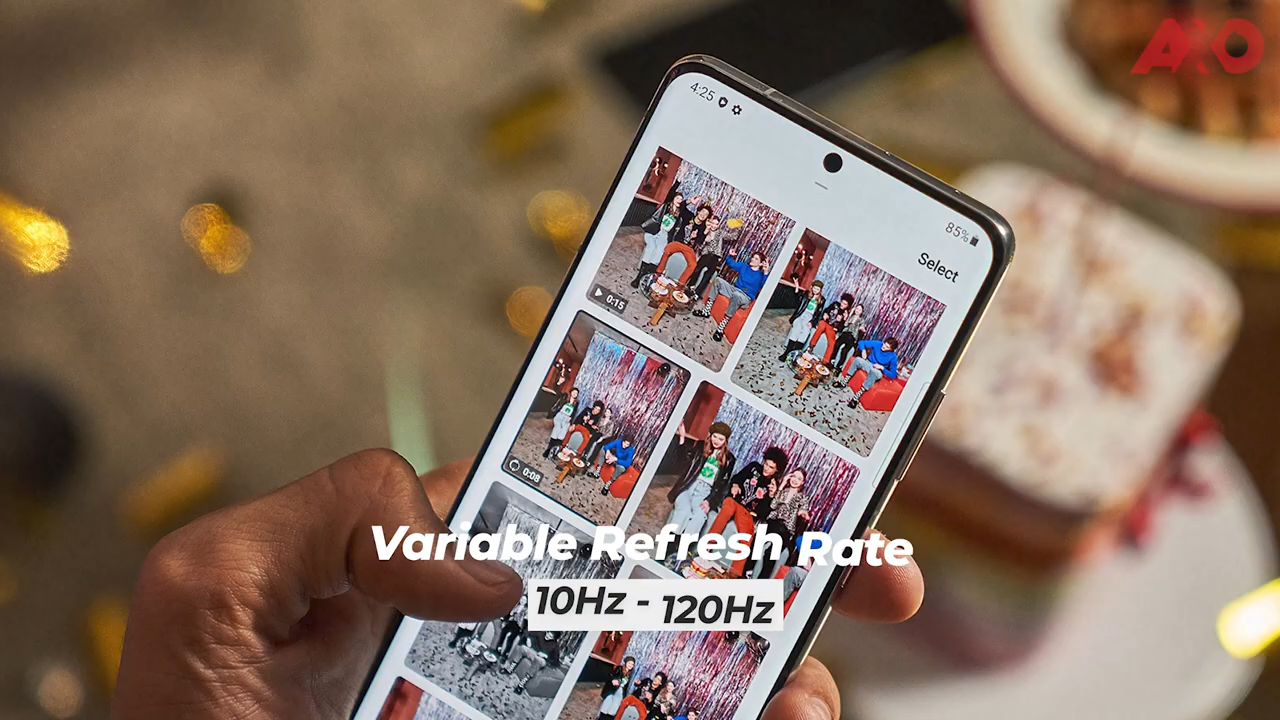 4:25
85%
Select
0:15
0:08
Variable Refresh Rate
10Hz - 120Hz